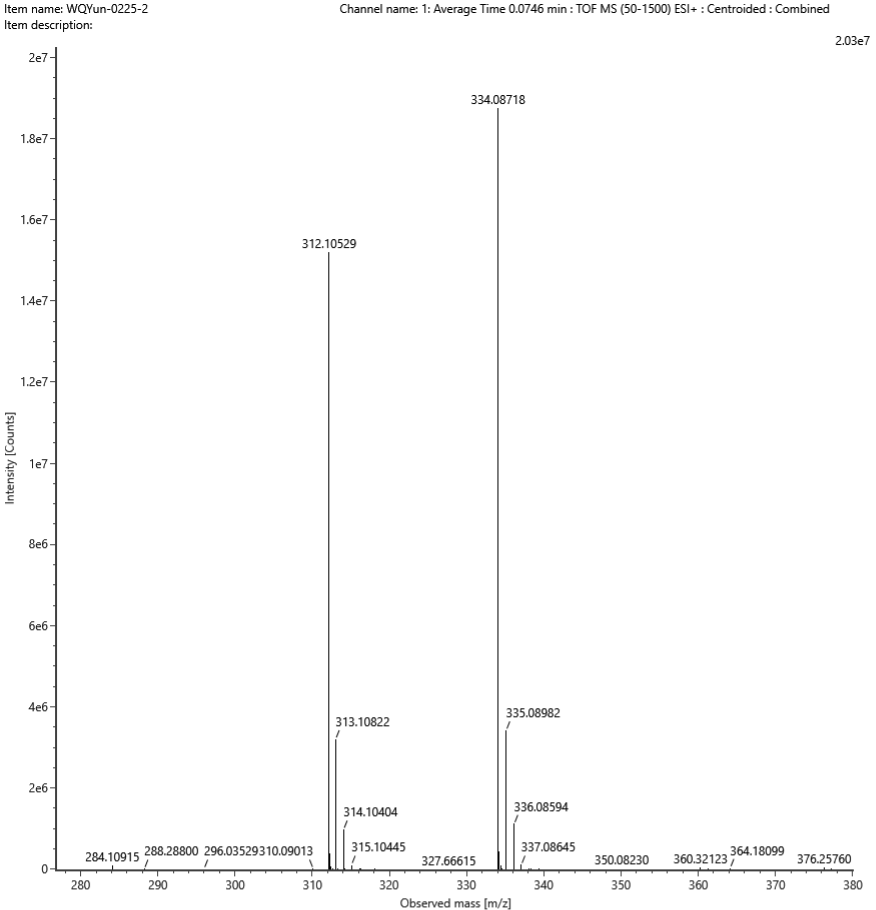 Item name: WQYun-0225-2 Channel name: 1: Average Time 0.0746 min : TOF MS (50-1500) ESI+ : Centroided : Combined
Item description:
2.03e7
2e7
334.08718
1.8e7
1.6e7
312.10529
1.4e7
1.2e7
Intensity [Counts]
1e7
8e6
6e6
4e6
335.08982
313.10822
2e6
336.08594
314.10404
315.10445
337.08645
284.10915 288.28800 296.03529 310.09013 327.66615 350.08230 360.32123 364.18099 376.25760
0
280 290 300 310 320 330 340 350 360 370 380
Observed mass [m/z]